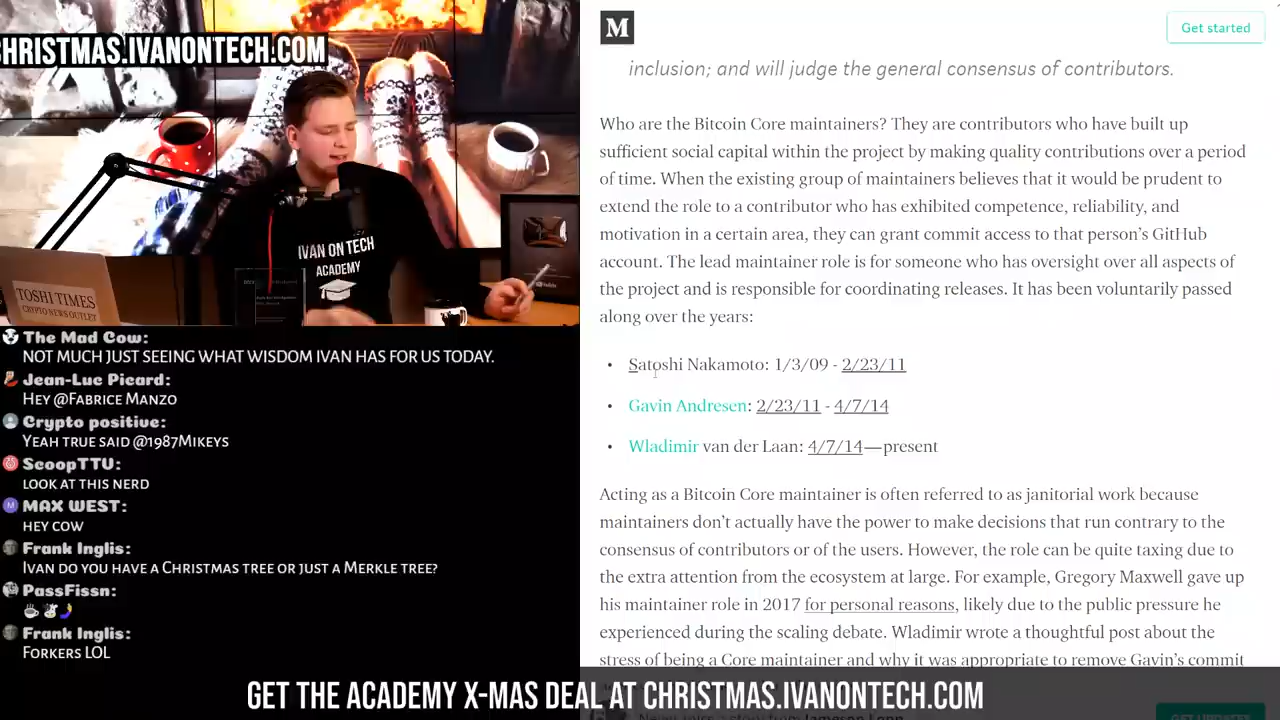 CHRISTMAS.IVANONTECH.COM
IVAN ON TECH
ACADEMY
TOSHI TIMES
CRYPTO NEWS OUTLET
The Mad Cow:
NOT MUCH JUST SEEING WHAT WISDOM IVAN HAS FOR US TODAY.
Jean-Luc Picard:
HEY @FABRICE MANZO
Crypto positive:
YEAH TRUE SAID @1987MIKEYS
ScoopTTU:
LOOK AT THIS NERD
MAX WEST:
HEY COW
Frank Inglis:
IVAN DO YOU HAVE A CHRISTMAS TREE OR JUST A MERKLE TREE?
PassFissn:
Frank Inglis:
FORKERS LOL
M
Get started
inclusion; and will judge the general consensus of contributors.
Who are the Bitcoin Core maintainers? They are contributors who have built up
sufficient social capital within the project by making quality contributions over a period
of time. When the existing group of maintainers believes that it would be prudent to
extend the role to a contributor who has exhibited competence, reliability, and
motivation in a certain area, they can grant commit access to that person's GitHub
account. The lead maintainer role is for someone who has oversight over all aspects of
the project and is responsible for coordinating releases. It has been voluntarily passed
along over the years:
• Satoshi Nakamoto: 1/3/09 - 2/23/11
• Gavin Andresen: 2/23/11 - 4/7/14
• Wladimir van der Laan: 4/7/14—present
Acting as a Bitcoin Core maintainer is often referred to as janitorial work because
maintainers don't actually have the power to make decisions that run contrary to the
consensus of contributors or of the users. However, the role can be quite taxing due to
the extra attention from the ecosystem at large. For example, Gregory Maxwell gave up
his maintainer role in 2017 for personal reasons, likely due to the public pressure he
experienced during the scaling debate. Wladimir wrote a thoughtful post about the
stress of being a Core maintainer and why it was appropriate to remove Gavin's commit
GET THE ACADEMY X-MAS DEAL AT CHRISTMAS.IVANONTECH.COM